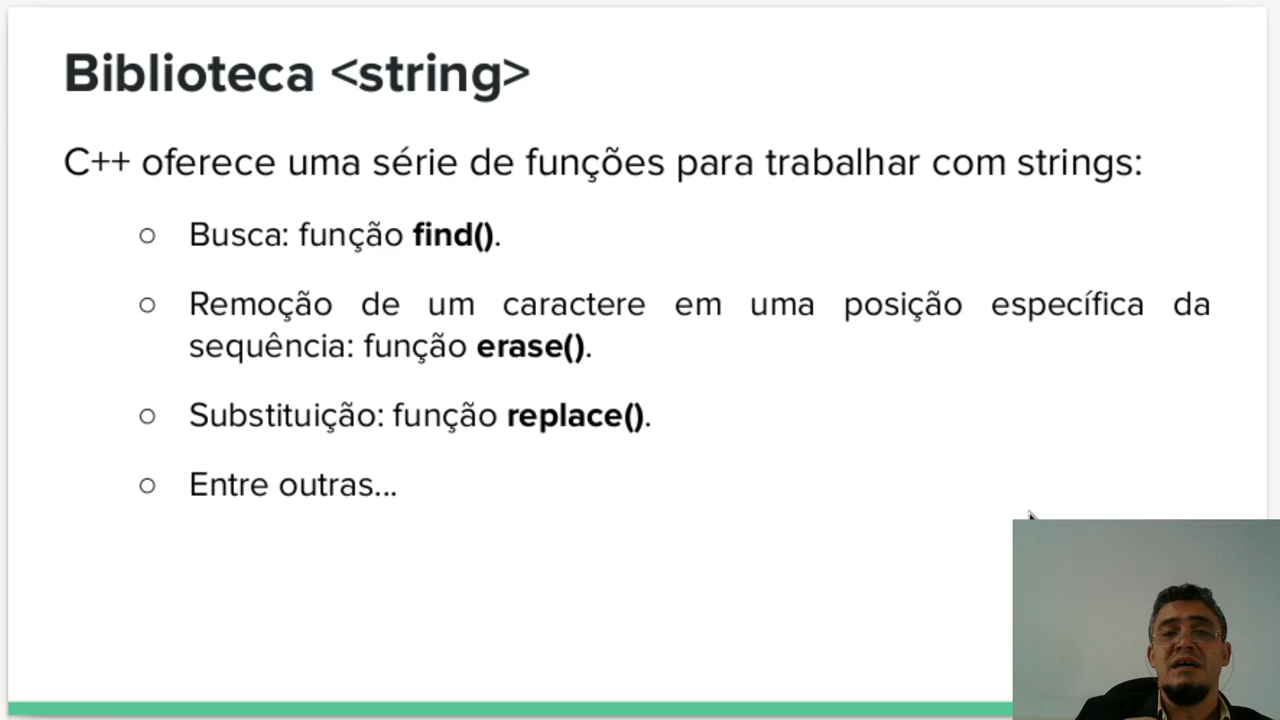 Biblioteca <string>
C++ oferece uma série de funções para trabalhar com strings:
○ Busca: função find().
○ Remoção de um caractere em uma posição específica da
sequência: função erase().
○ Substituição: função replace().
○ Entre outras...